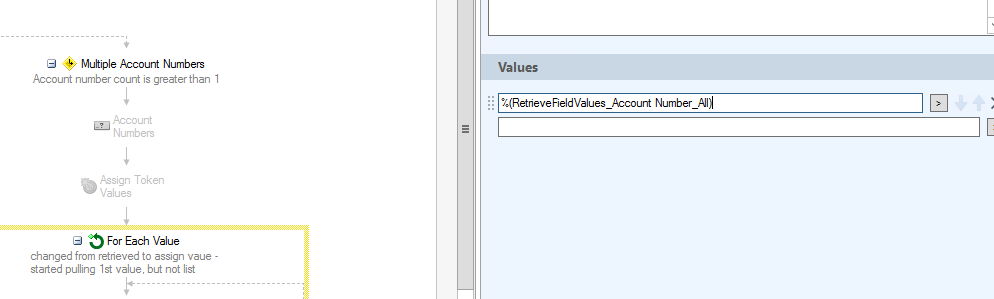 Multiple Account Numbers
Account number count is greater than 1
Account
Numbers
Assign Token
Values
For Each Value
changed from retrieved to assign vaue -
started pulling 1st value, but not list
Values
%(RetrieveFieldValues_Account Number_All)
>